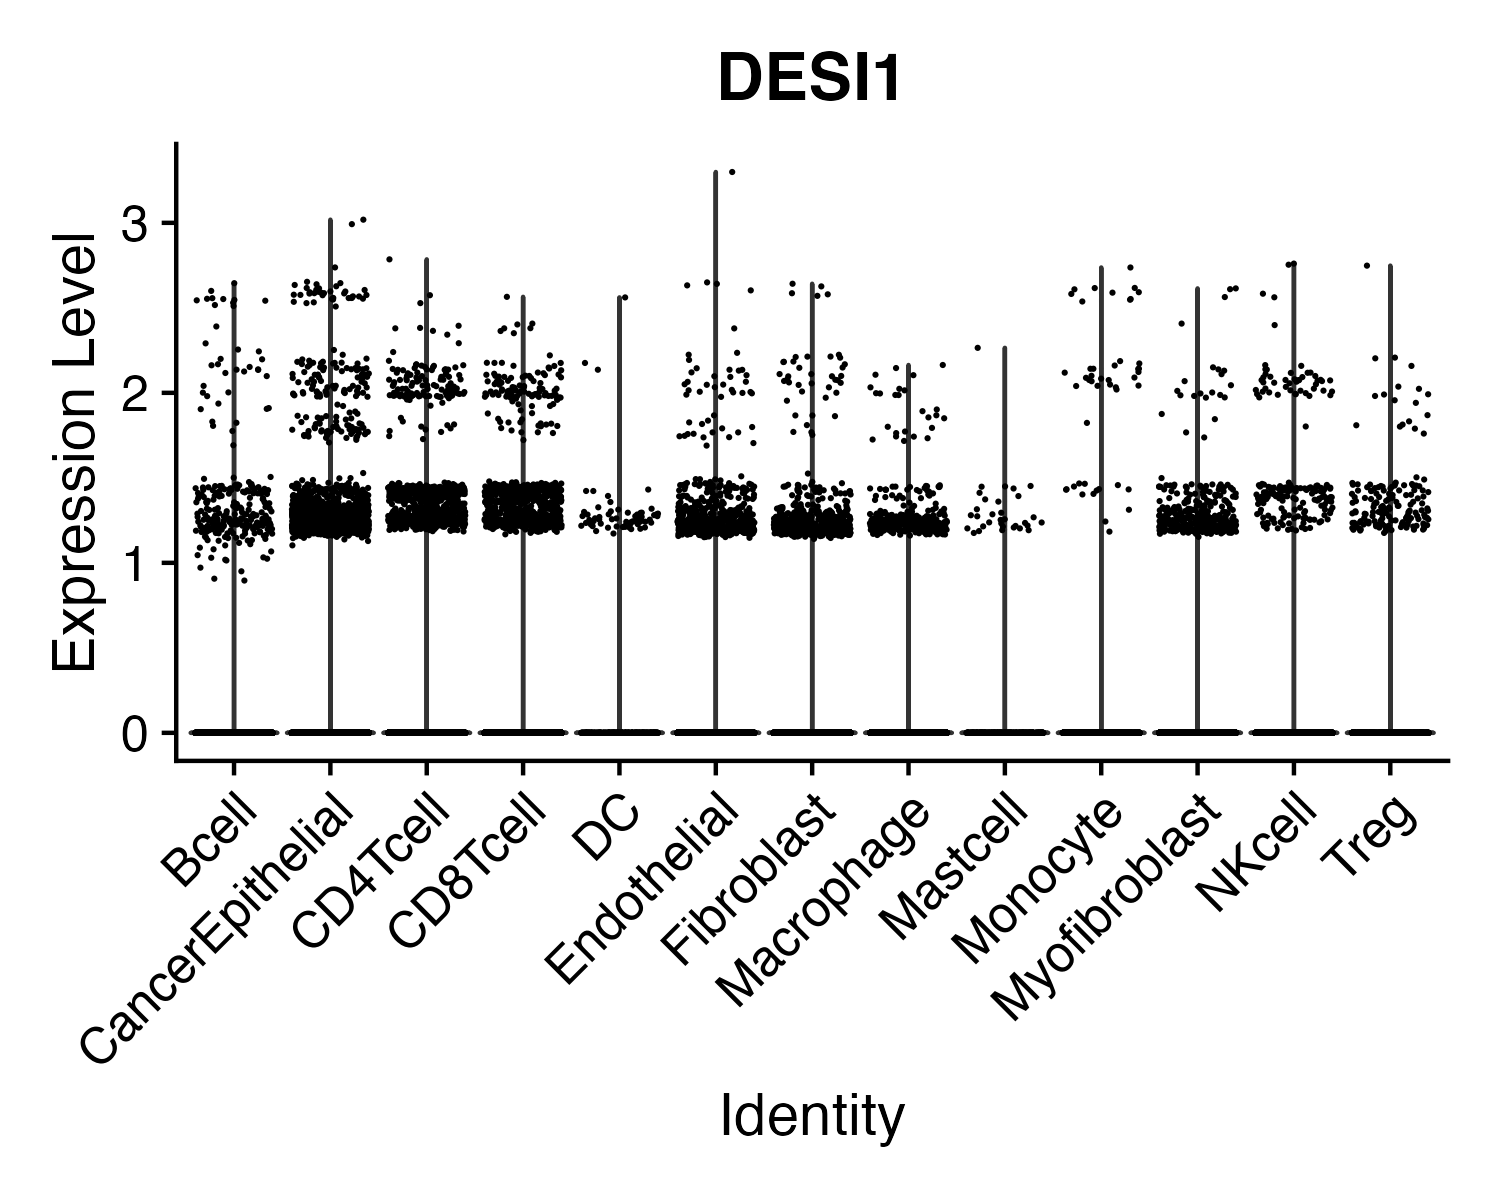 DESI1
Expression Level
3
2
1
0
Bcell
CancerEpithelial
CD4Tcell
CD8Tcell
DC
Endothelial
Fibroblast
Macrophage
Mastcell
Monocyte
Myofibroblast
NKcell
Treg
Identity